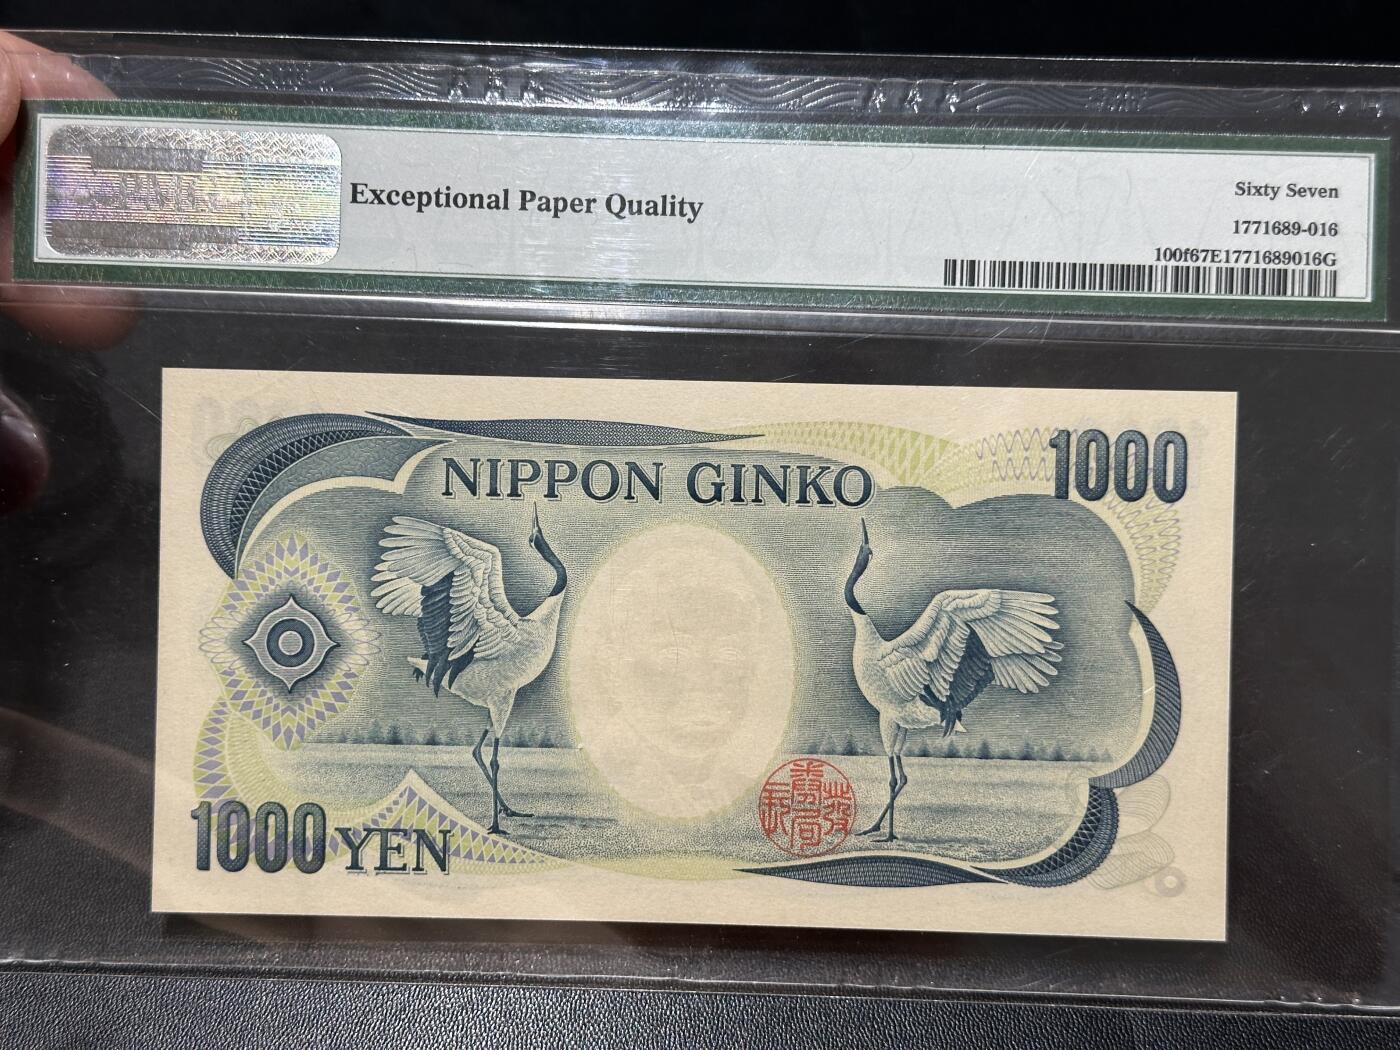 Exceptional Paper Quality
Sixty Seven
1771689-016
100f67E1771689016G
1000
NIPPON GINKO
1000 YEN